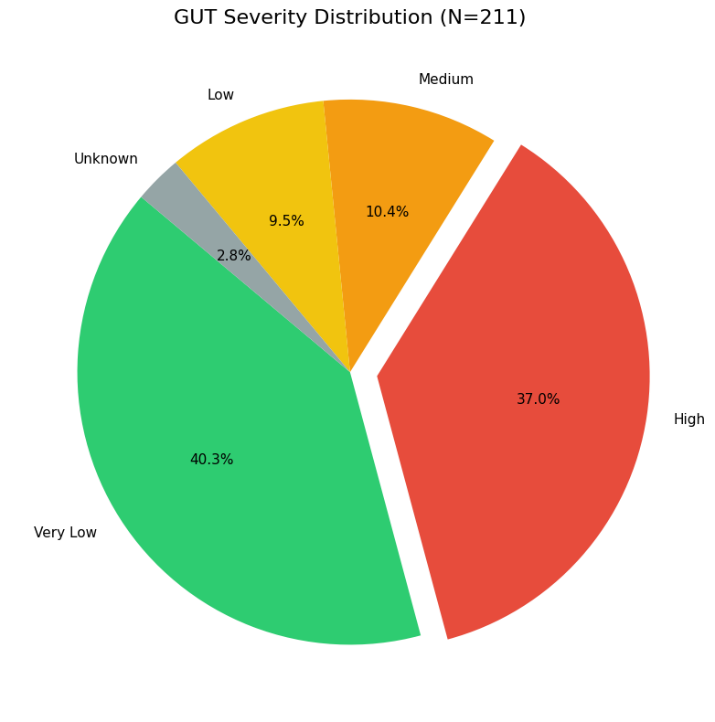 GUT Severity Distribution (N=211)
Medium
Low
Unknown
10.4%
9.5%
2.8%
37.0%
High
40.3%
Very Low